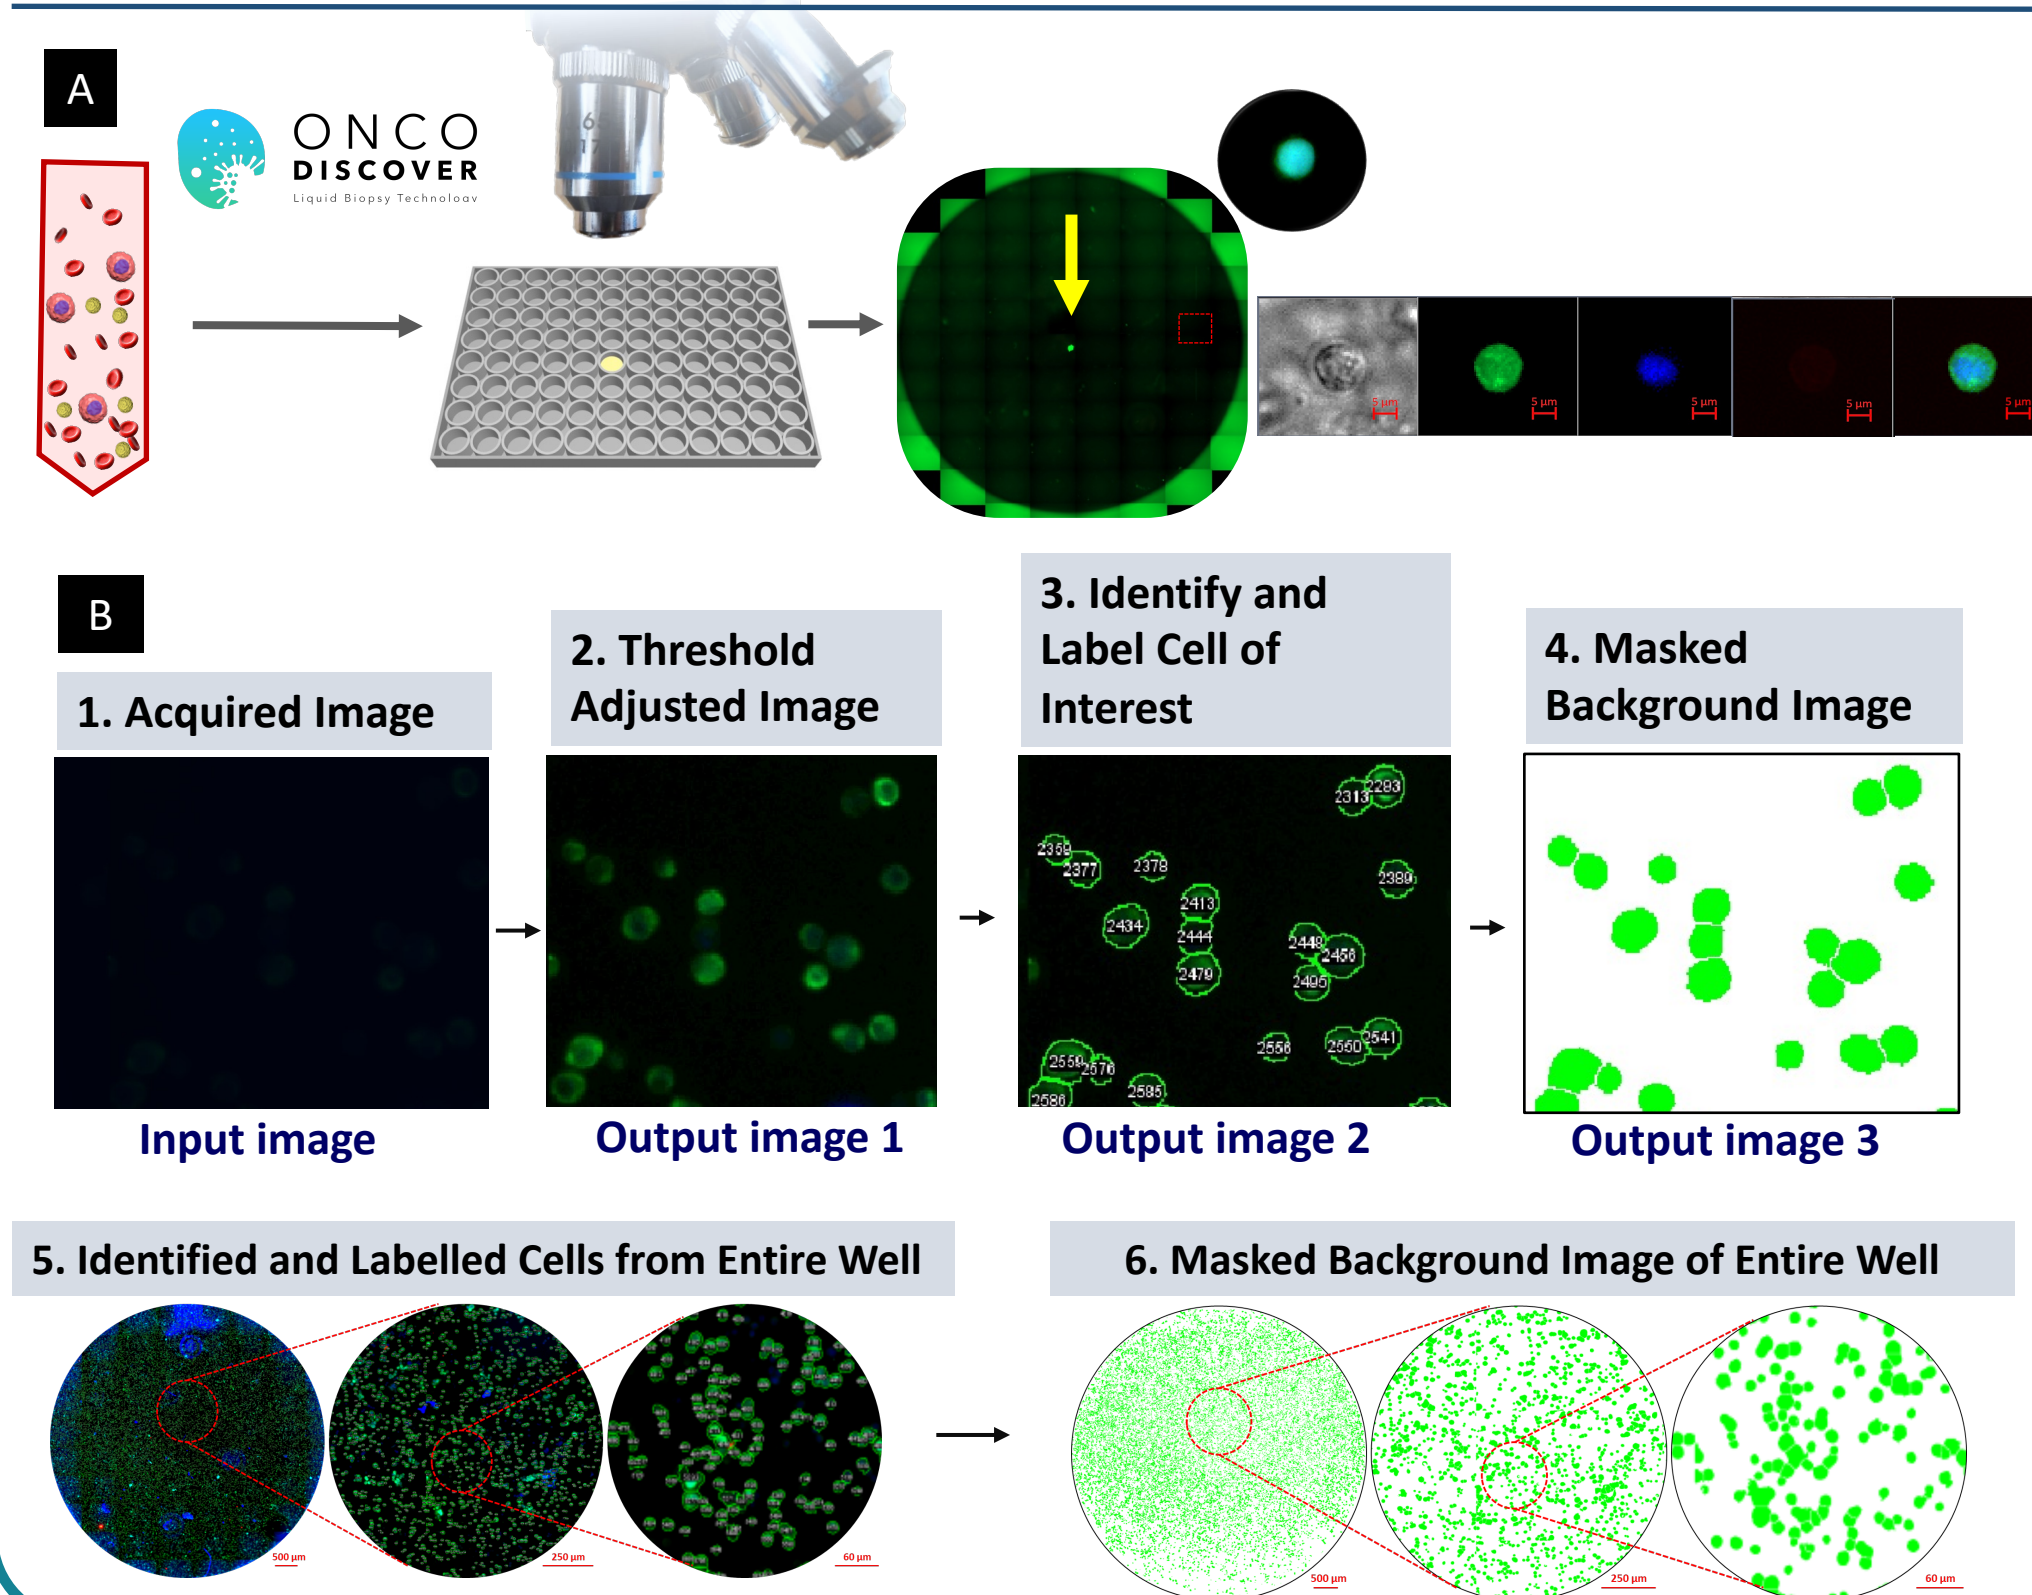 A
ONCO
DISCOVER
Liquid Biopsy Technology
5 µm
5 µm
5 µm
5 µm
5 µm
B
1. Acquired Image
2. Threshold
Adjusted Image
3. Identify and
Label Cell of
Interest
4. Masked
Background Image
2313
2293
2359
2377
2378
2389
2413
2434
2444
2448
2456
2479
2495
2541
2550
2556
2559
2576
2585
2586
Input image
Output image 1
Output image 2
Output image 3
5. Identified and Labelled Cells from Entire Well
6. Masked Background Image of Entire Well
500 µm
250 µm
60 µm
500 µm
250 µm
60 µm